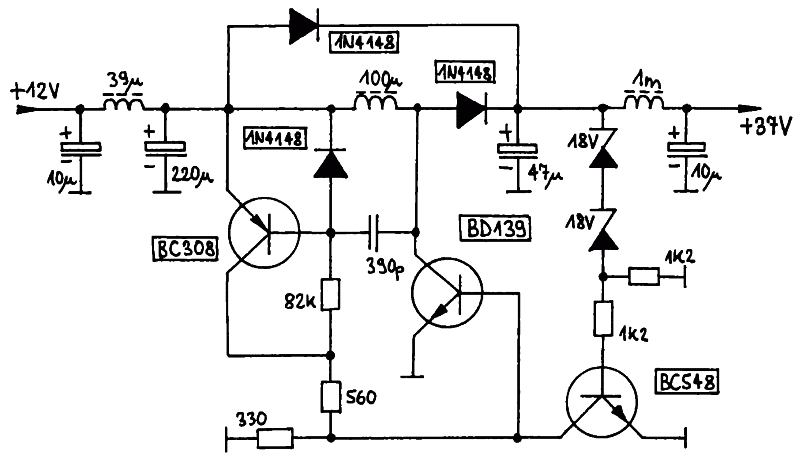 1N4148
+12V
39µ
100µ
1N4148
1m
+37V
10µ
+
-
220µ
+
-
1N4148
47µ
+
-
18V
10µ
+
-
BC308
390p
BD139
18V
1K2
82K
1K2
560
BC548
330